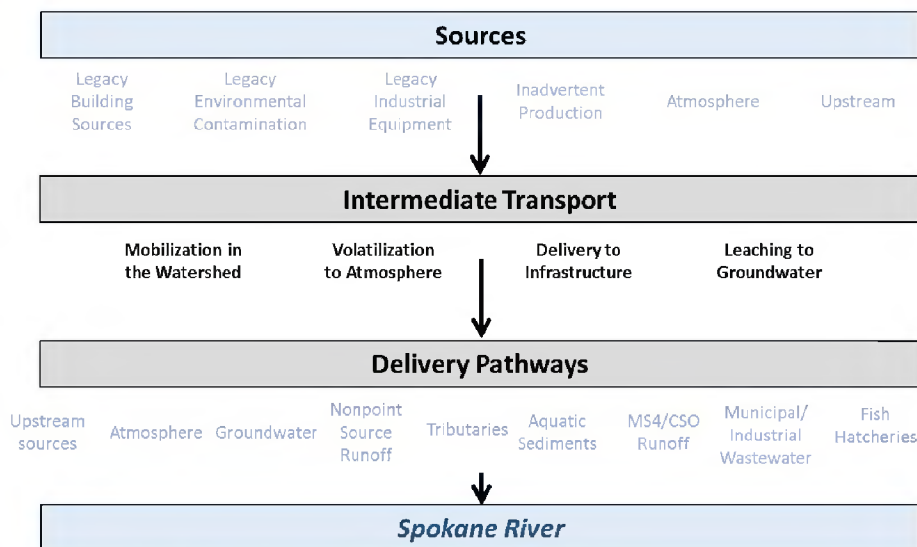 Sources
Legacy
Building
Sources
Legacy
Environmental
Contamination
Legacy
Industrial
Equipment
Inadvertent
Production
Atmosphere
Upstream
Intermediate Transport
Mobilization in
the Watershed
Volatilization
to Atmosphere
Delivery to
Infrastructure
Leaching to
Groundwater
Delivery Pathways
Upstream
sources
Atmosphere
Groundwater
Nonpoint
Source
Runoff
Tributaries
Aquatic
Sediments
MS4/CSO
Runoff
Municipal/
Industrial
Wastewater
Fish
Hatcheries
Spokane River